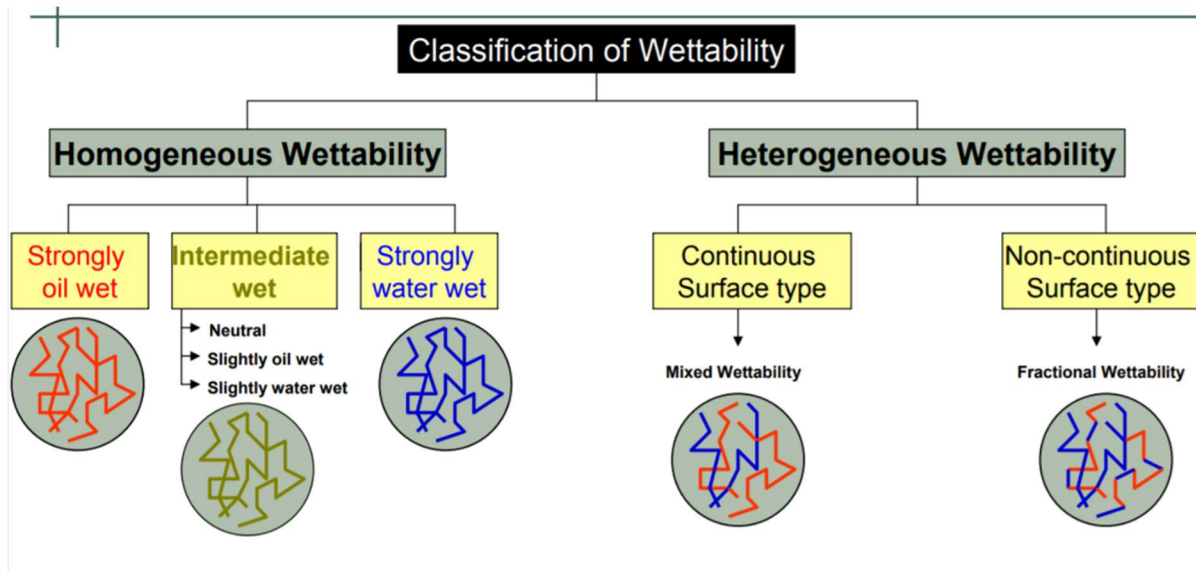 Classification of Wettability
Homogeneous Wettability
Heterogeneous Wettability
Strongly
oil wet
Intermediate
wet
Strongly
water wet
Continuous
Surface type
Non-continuous
Surface type
Neutral
Slightly oil wet
Slightly water wet
Mixed Wettability
Fractional Wettability